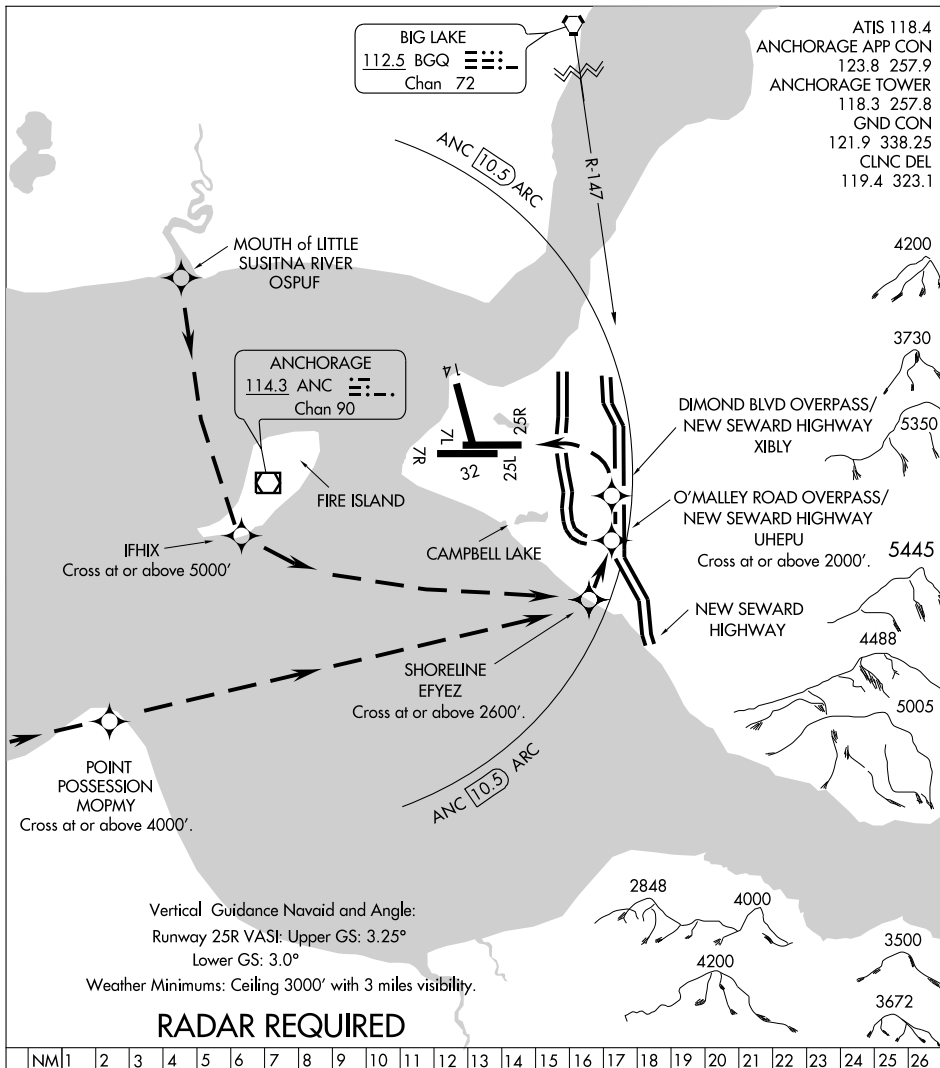 BIG LAKE
112.5 BGQ
Chan 72
ATIS 118.4
ANCHORAGE APP CON
123.8 257.9
ANCHORAGE TOWER
118.3 257.8
GND CON
121.9 338.25
CLNC DEL
119.4 323.1
ANC 10.5 ARC
R-147
MOUTH of LITTLE
SUSITNA RIVER
OSPUF
4200
3730
5350
ANCHORAGE
114.3 ANC
Chan 90
14
7L
7R
32
25R
25L
DIMOND BLVD OVERPASS/
NEW SEWARD HIGHWAY
XIBLY
FIRE ISLAND
O'MALLEY ROAD OVERPASS/
NEW SEWARD HIGHWAY
UHEPU
Cross at or above 2000'.
IFHIX
Cross at or above 5000'
CAMPBELL LAKE
5445
NEW SEWARD
HIGHWAY
4488
SHORELINE
EFYEZ
Cross at or above 2600'.
5005
POINT
POSSESSION
MOPMY
Cross at or above 4000'.
ANC 10.5 ARC
Vertical Guidance Navaid and Angle:
Runway 25R VASI: Upper GS: 3.25°
Lower GS: 3.0°
Weather Minimums: Ceiling 3000' with 3 miles visibility.
RADAR REQUIRED
2848
4000
4200
3500
3672
NM 1 2 3 4 5 6 7 8 9 10 11 12 13 14 15 16 17 18 19 20 21 22 23 24 25 26